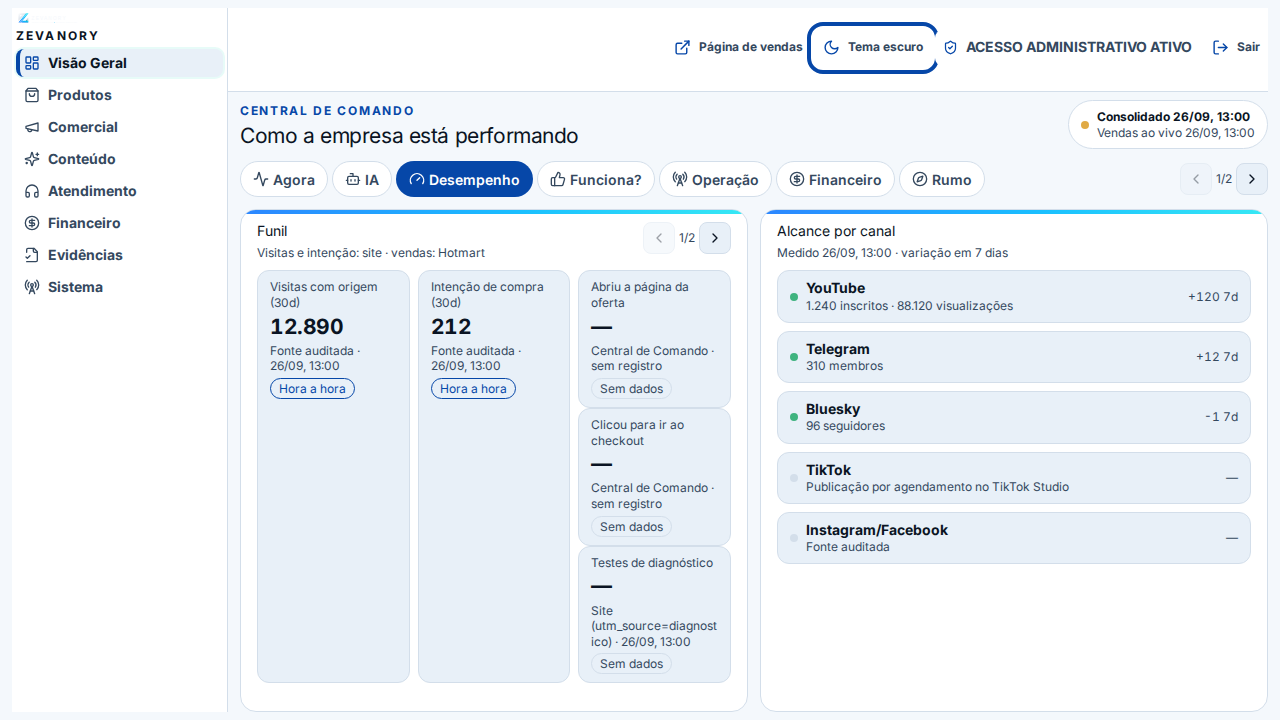 ZEVANORY
Visão Geral
Produtos
Comercial
Conteúdo
Atendimento
Financeiro
Evidências
Sistema
Página de vendas
Tema escuro
ACESSO ADMINISTRATIVO ATIVO
Sair
CENTRAL DE COMANDO
Como a empresa está performando
Consolidado 26/09, 13:00
Vendas ao vivo 26/09, 13:00
Agora
IA
Desempenho
Funciona?
Operação
Financeiro
Rumo
1/2
Funil
Visitas e intenção: site · vendas: Hotmart
1/2
Visitas com origem
(30d)
12.890
Fonte auditada ·
26/09, 13:00
Hora a hora
Intenção de compra
(30d)
212
Fonte auditada ·
26/09, 13:00
Hora a hora
Abriu a página da
oferta
—
Central de Comando ·
sem registro
Sem dados
Clicou para ir ao
checkout
—
Central de Comando ·
sem registro
Sem dados
Testes de diagnóstico
—
Site
(utm_source=diagnost
ico) · 26/09, 13:00
Sem dados
Alcance por canal
Medido 26/09, 13:00 · variação em 7 dias
YouTube
1.240 inscritos · 88.120 visualizações
+120 7d
Telegram
310 membros
+12 7d
Bluesky
96 seguidores
-1 7d
TikTok
Publicação por agendamento no TikTok Studio
—
Instagram/Facebook
Fonte auditada
—